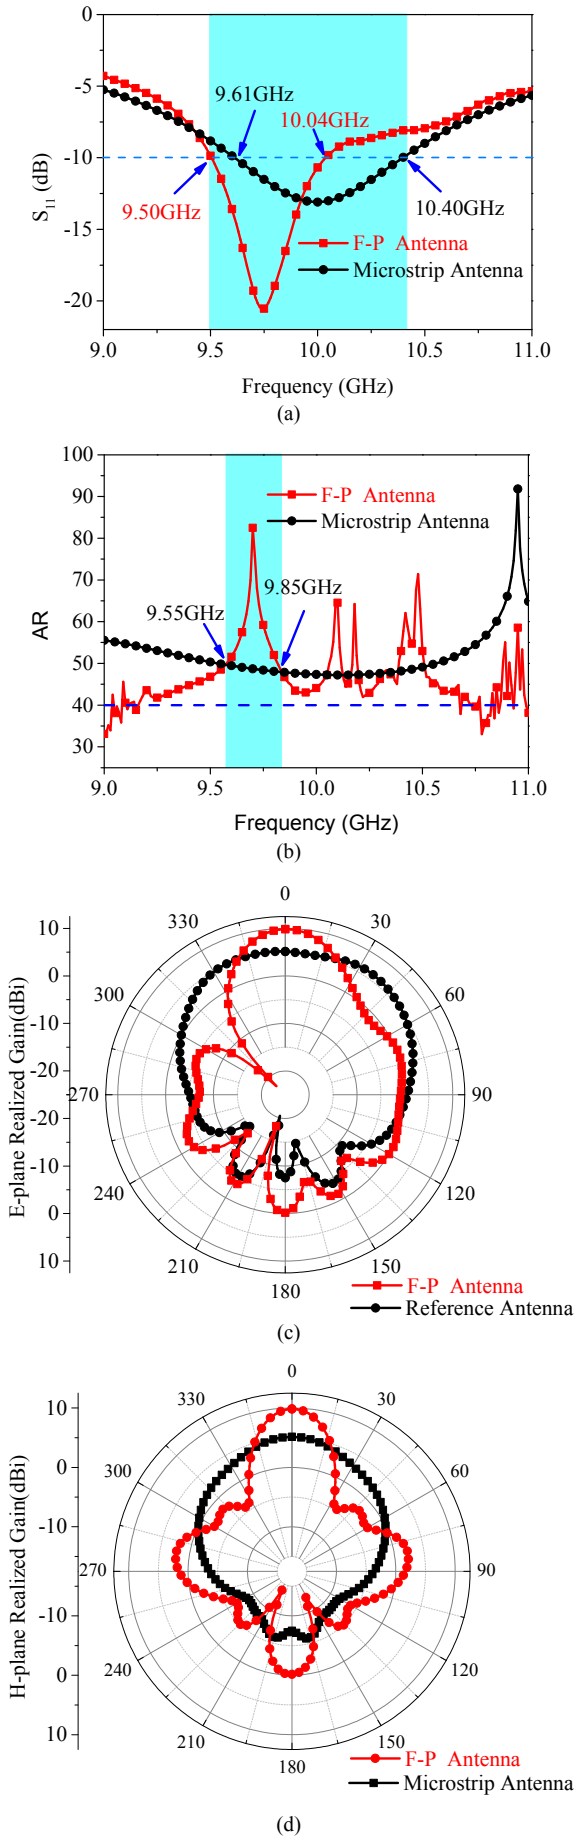 0
-5
-10
-15
-20
S11 (dB)
9.61GHz
10.04GHz
9.50GHz
10.40GHz
F-P Antenna
Microstrip Antenna
9.0 9.5 10.0 10.5 11.0
Frequency (GHz)
(a)
100
90
80
70
60
50
40
30
AR
F-P Antenna
Microstrip Antenna
9.55GHz
9.85GHz
9.0 9.5 10.0 10.5 11.0
Frequency (GHz)
(b)
0
330 30
300 60
270 90
240 120
210 150
180
10
0
-10
-20
-20
-10
0
10
E-plane Realized Gain(dBi)
F-P Antenna
Reference Antenna
(c)
0
330 30
300 60
270 90
240 120
210 150
180
10
0
-10
-10
0
10
H-plane Realized Gain(dBi)
F-P Antenna
Microstrip Antenna
(d)